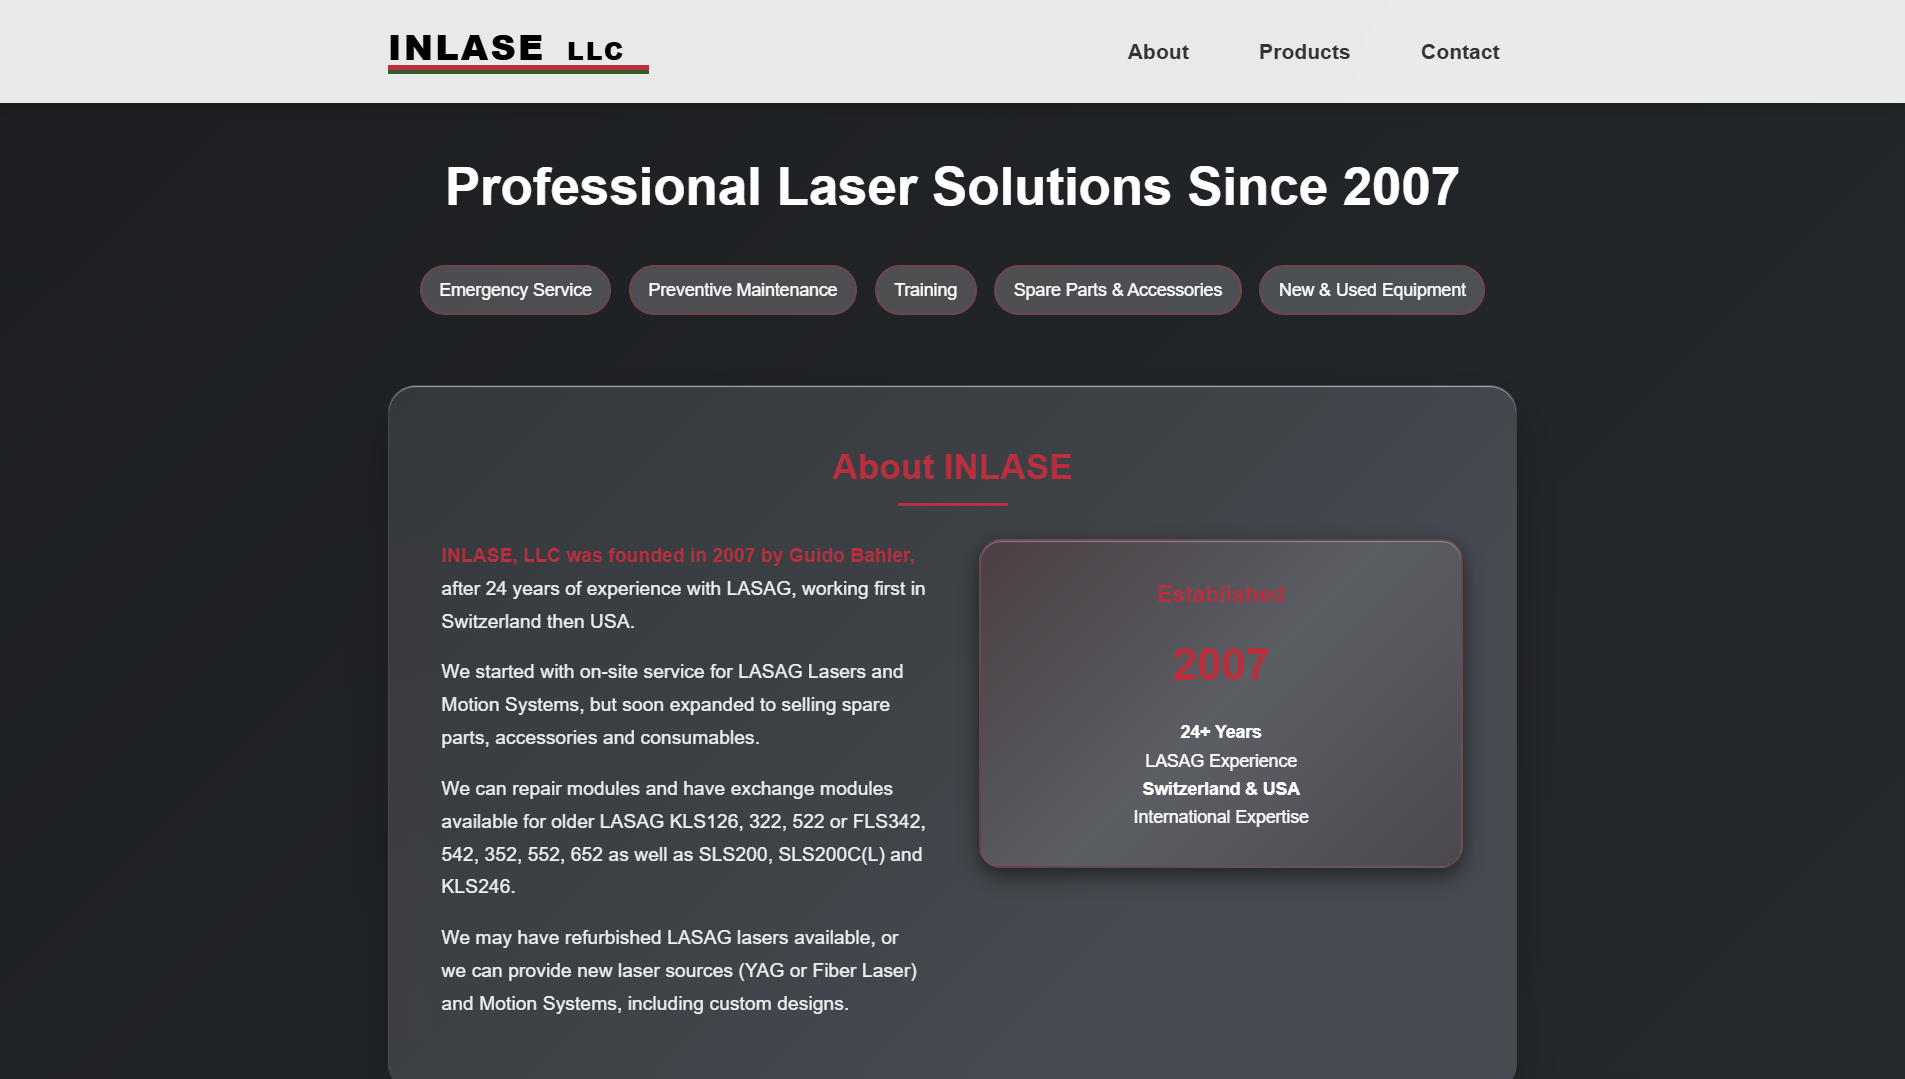 INLASE LLC
About Products Contact
Professional Laser Solutions Since 2007
Emergency Service Preventive Maintenance Training Spare Parts & Accessories New & Used Equipment
About INLASE
INLASE, LLC was founded in 2007 by Guido Bahler,
after 24 years of experience with LASAG, working first in
Switzerland then USA.
We started with on-site service for LASAG Lasers and
Motion Systems, but soon expanded to selling spare
parts, accessories and consumables.
We can repair modules and have exchange modules
available for older LASAG KLS126, 322, 522 or FLS342,
542, 352, 552, 652 as well as SLS200, SLS200C(L) and
KLS246.
We may have refurbished LASAG lasers available, or
we can provide new laser sources (YAG or Fiber Laser)
and Motion Systems, including custom designs.
Established
2007
24+ Years
LASAG Experience
Switzerland & USA
International Expertise